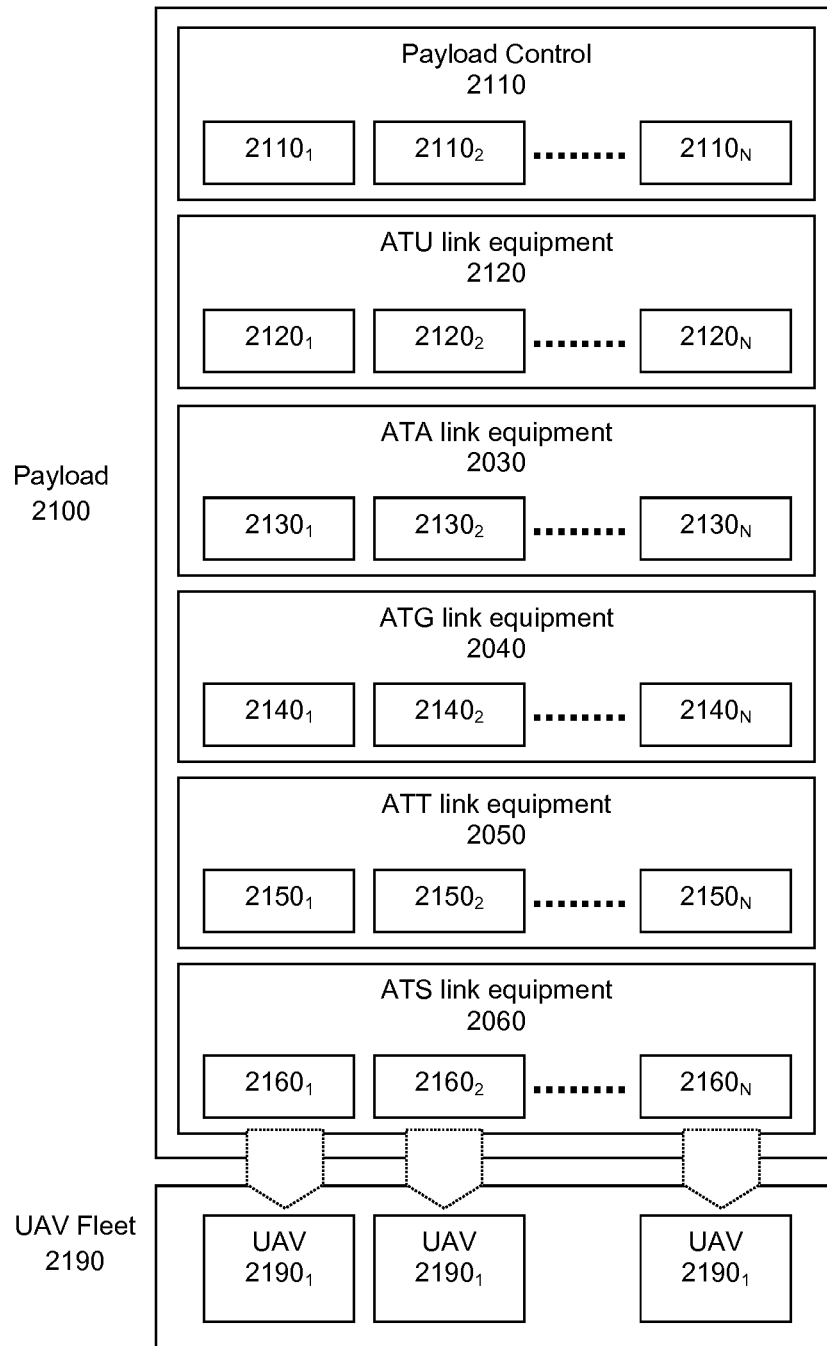 Payload Control
2110
2110₁ 2110₂ ........ 2110N
ATU link equipment
2120
2120₁ 2120₂ ........ 2120N
ATA link equipment
2030
2130₁ 2130₂ ........ 2130N
Payload
2100
ATG link equipment
2040
2140₁ 2140₂ ........ 2140N
ATT link equipment
2050
2150₁ 2150₂ ........ 2150N
ATS link equipment
2060
2160₁ 2160₂ ........ 2160N
UAV Fleet
2190
UAV UAV UAV
2190₁ 2190₁ 2190₁